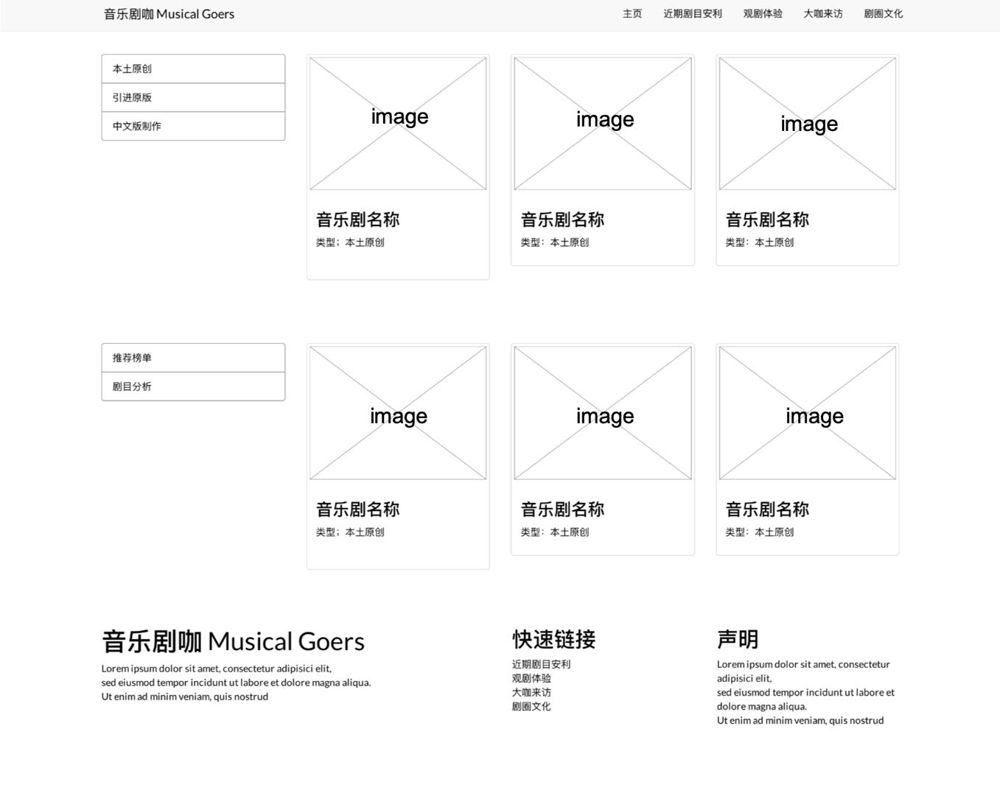 音乐剧咖 Musical Goers
主页 近期剧目安利 观剧体验 大咖来访 剧圈文化
本土原创
引进原版
中文版制作
image image image
音乐剧名称 音乐剧名称 音乐剧名称
类型；本土原创 类型：本土原创 类型：本土原创
推荐榜单
剧目分析
image image image
音乐剧名称 音乐剧名称 音乐剧名称
类型；本土原创 类型：本土原创 类型：本土原创
音乐剧咖 Musical Goers
Lorem ipsum dolor sit amet, consectetur adipisici elit,
sed eiusmod tempor incidunt ut labore et dolore magna aliqua.
Ut enim ad minim veniam, quis nostrud
快速链接
近期剧目安利
观剧体验
大咖来访
剧圈文化
声明
Lorem ipsum dolor sit amet, consectetur
adipisici elit,
sed eiusmod tempor incidunt ut labore et
dolore magna aliqua.
Ut enim ad minim veniam, quis nostrud